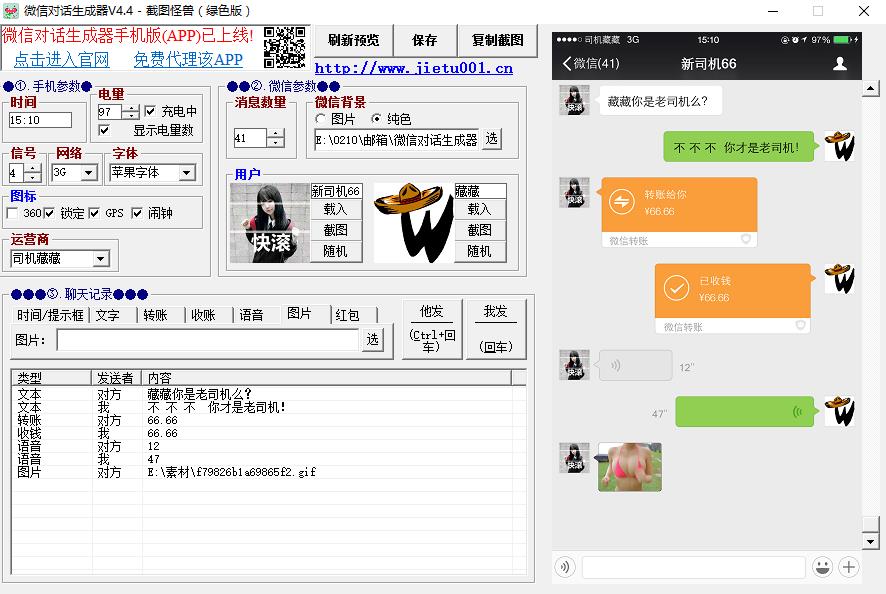 微信对话生成器V4.4 - 截图怪兽（绿色版）
微信对话生成器手机版(APP)已上线!
点击进入官网 免费代理该APP
刷新预览 保存 复制截图
http://www.jietu001.cn
●①. 手机参数●
时间
15:10
电量
97 充电中
显示电量数
信号
4
网络
3G
字体
苹果字体
图标
360 锁定 GPS 闹钟
运营商
司机藏藏
●●②. 微信参数●●
消息数量
41
微信背景
图片 纯色
E:\0210\邮箱\微信对话生成器 选
用户
快滚
新司机66
载入
截图
随机
藏藏
载入
截图
随机
●●●③. 聊天记录●●●
时间/提示框 文字 转账 收账 语音 图片 红包
图片： 选
他发
(Ctrl+回车)
我发
(回车)
类型 发送者 内容
文本 对方 藏藏你是老司机么？
文本 我 不 不 不 你才是老司机！
转账 对方 66.66
收钱 我 66.66
语音 对方 12
语音 我 47
图片 对方 E:\素材\f79826b1a69865f2.gif
司机藏藏 3G 15:10 97%
微信(41) 新司机66
快滚
藏藏你是老司机么？
不 不 不 你才是老司机！
快滚
转账给你
¥66.66
微信转账
已收钱
¥66.66
微信转账
快滚
12"
47"
快滚